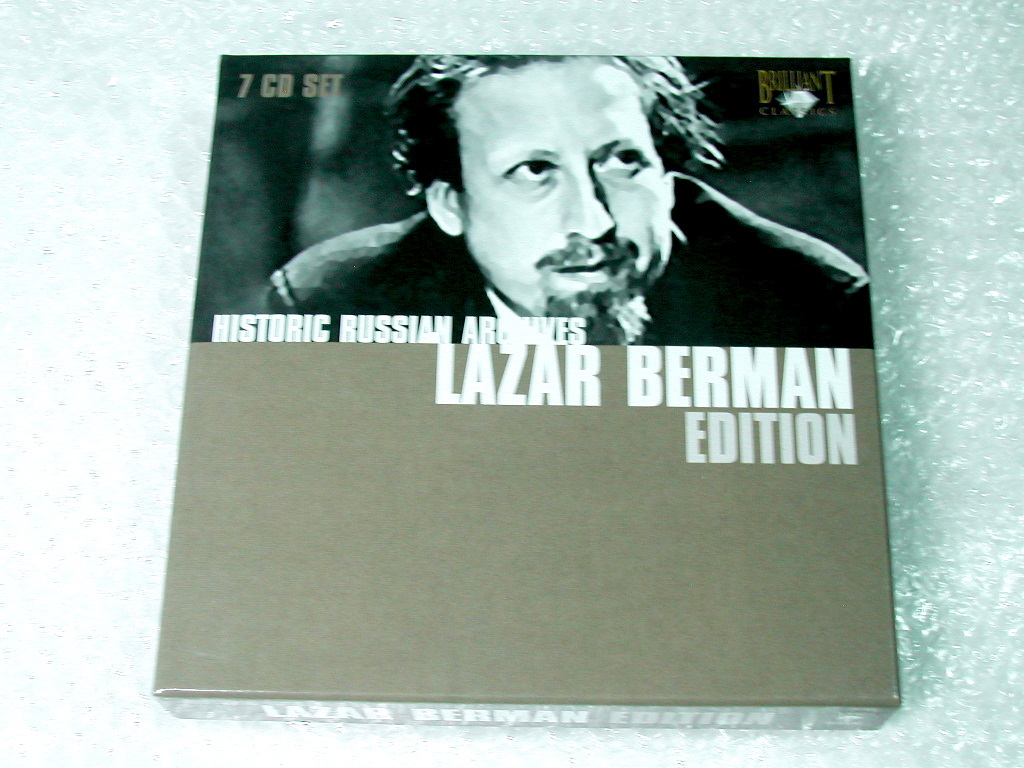 7 CD SET
BRILLIANT
CLASSICS
HISTORIC RUSSIAN ARCHIVES
LAZAR BERMAN
EDITION
LAZAR BERMAN EDITION